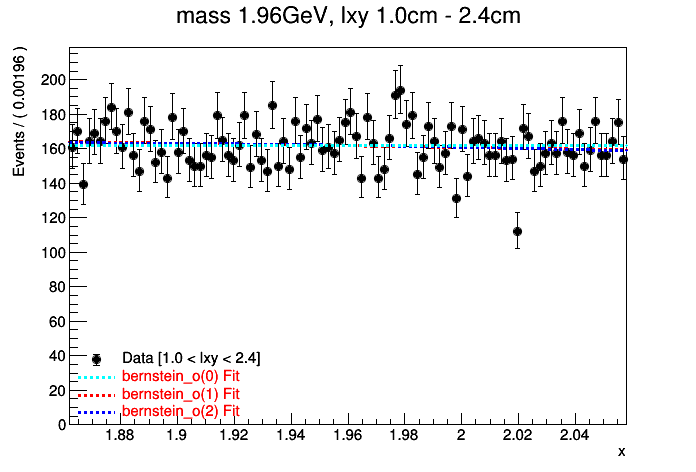 mass 1.96GeV, lxy 1.0cm - 2.4cm
Events / ( 0.00196 )
200
180
160
140
120
100
80
60
40
20
0
Data [1.0 < lxy < 2.4]
bernstein_o(0) Fit
bernstein_o(1) Fit
bernstein_o(2) Fit
1.88 1.9 1.92 1.94 1.96 1.98 2 2.02 2.04
x